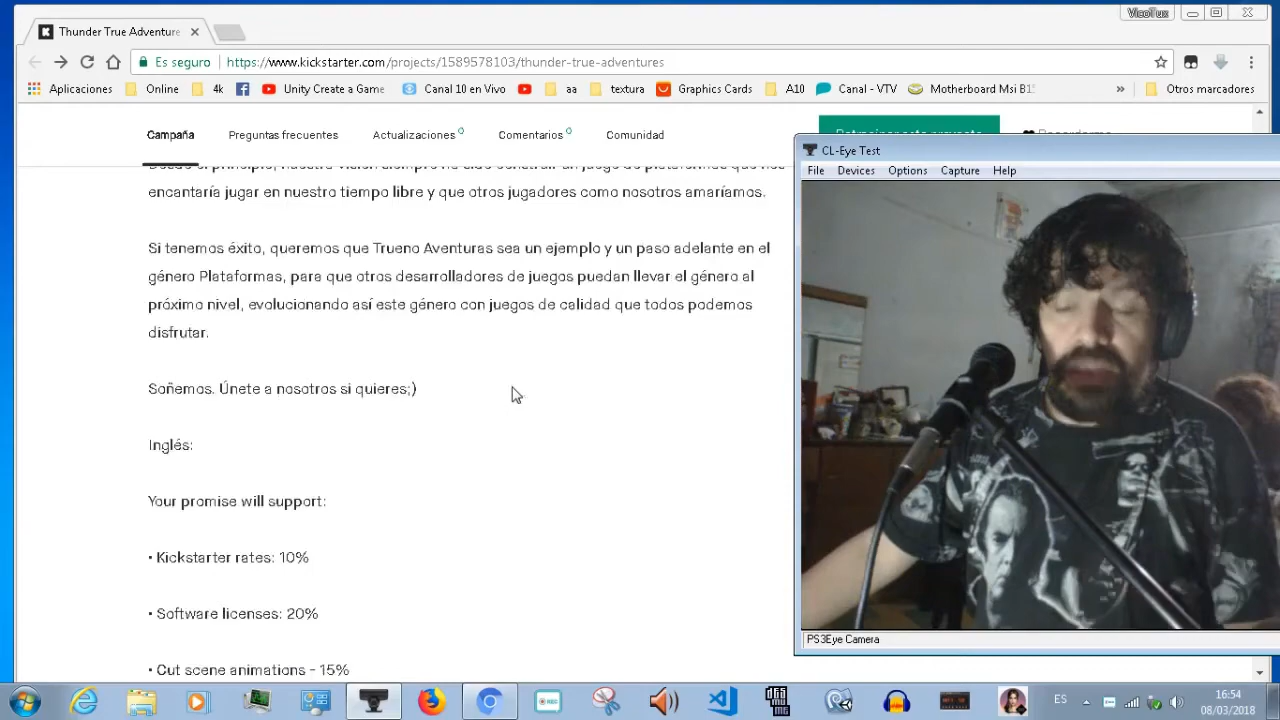 Thunder True Adventure
VicoTux
Es seguro
https://www.kickstarter.com/projects/1589578103/thunder-true-adventures
Aplicaciones
Online
4k
Unity Create a Game
Canal 10 en Vivo
aa
textura
Graphics Cards
A10
Canal - VTV
Motherboard Msi B1
»
Otros marcadores
Campaña
Preguntas frecuentes
Actualizaciones
Comentarios
Comunidad
encantaría jugar en nuestro tiempo libre y que otros jugadores como nosotros amaríamos.
Si tenemos éxito, queremos que Trueno Aventuras sea un ejemplo y un paso adelante en el
género Plataformas, para que otros desarrolladores de juegos puedan llevar el género al
próximo nivel, evolucionando así este género con juegos de calidad que todos podemos
disfrutar.
Soñemos. Únete a nosotros si quieres;)
Inglés:
Your promise will support:
• Kickstarter rates: 10%
• Software licenses: 20%
• Cut scene animations - 15%
CL-Eye Test
File Devices Options Capture Help
PS3Eye Camera
ES
16:54
08/03/2018